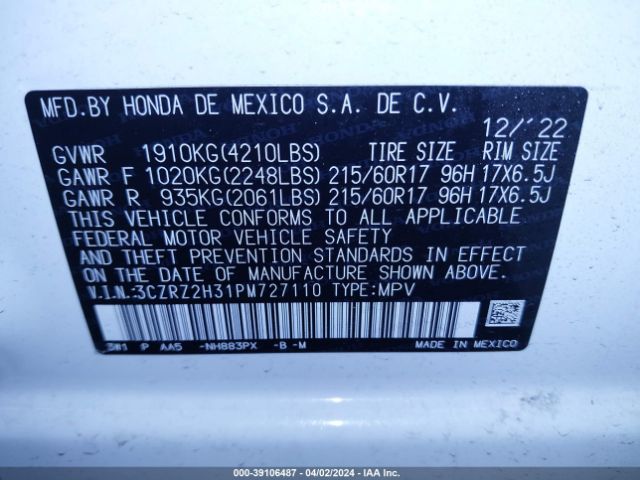 MFD.BY HONDA DE MEXICO S.A. DE C.V.
12/'22
GVWR 1910KG(4210LBS) TIRE SIZE RIM SIZE
GAWR F 1020KG(2248LBS) 215/60R17 96H 17X6.5J
GAWR R 935KG(2061LBS) 215/60R17 96H 17X6.5J
THIS VEHICLE CONFORMS TO ALL APPLICABLE
FEDERAL MOTOR VEHICLE SAFETY
AND THEFT PREVENTION STANDARDS IN EFFECT
ON THE DATE OF MANUFACTURE SHOWN ABOVE.
V.I.N.:3CZRZ2H31PM727110 TYPE:MPV
3W1 P AA5 -NH883PX -B -M MADE IN MEXICO
000-39106487 - 04/02/2024 - IAA Inc.